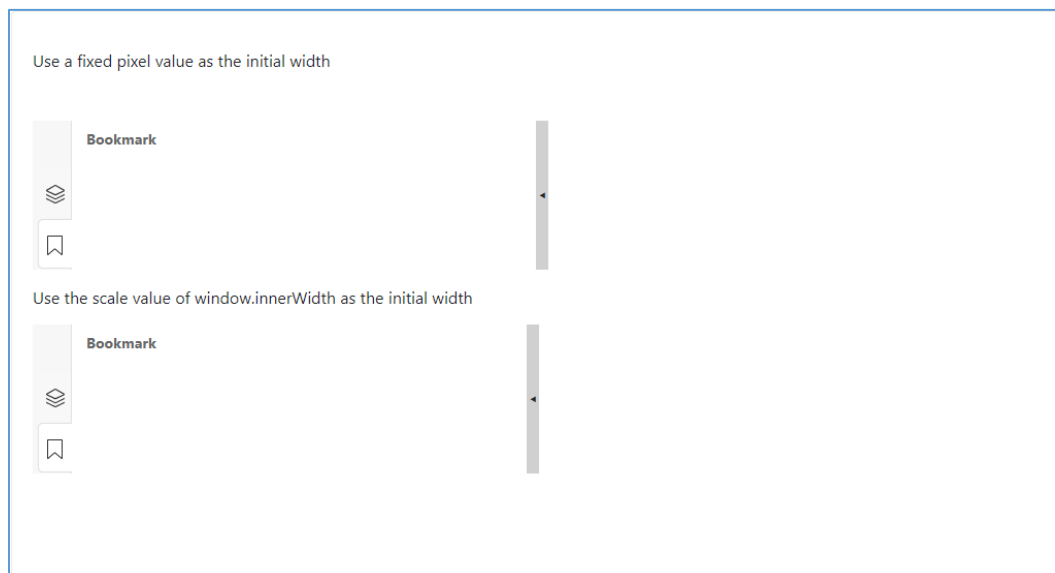 Use a fixed pixel value as the initial width
Bookmark
Use the scale value of window.innerWidth as the initial width
Bookmark